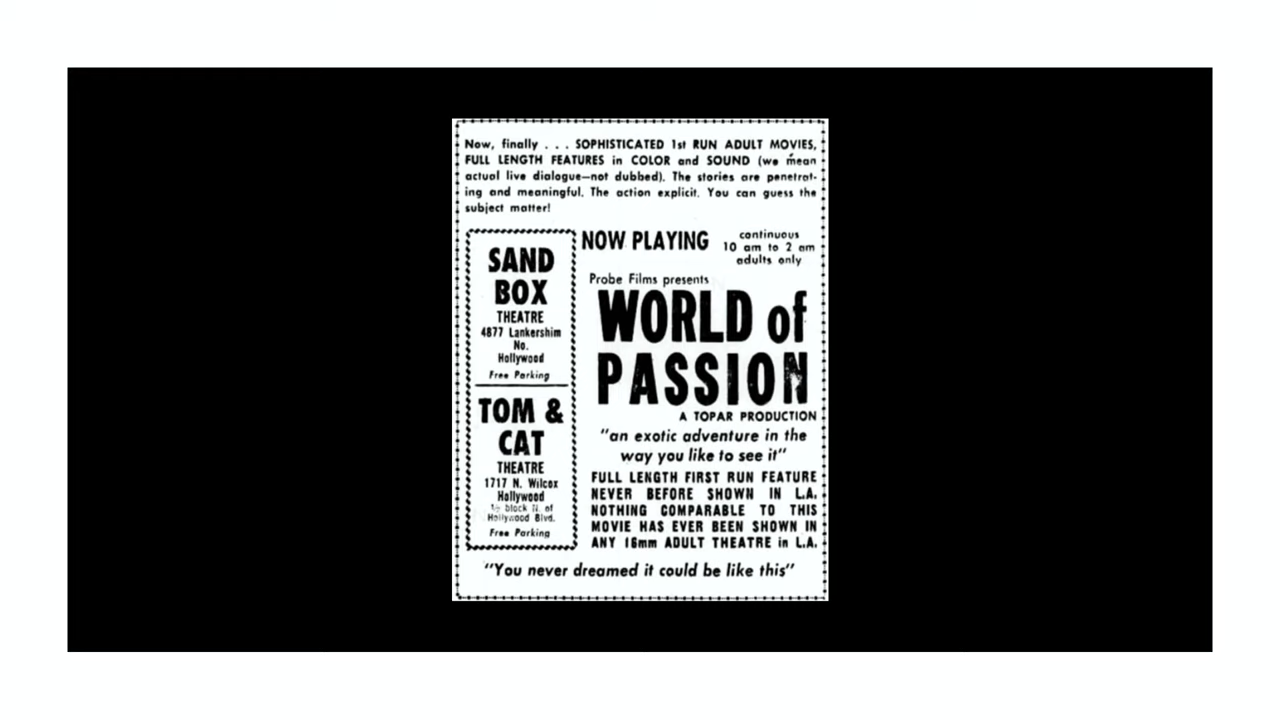 Now, finally . . . SOPHISTICATED 1st RUN ADULT MOVIES,
FULL LENGTH FEATURES in COLOR and SOUND (we mean
actual live dialogue—not dubbed). The stories are penetrat-
ing and meaningful. The action explicit. You can guess the
subject matter!
SAND
BOX
THEATRE
4877 Lankershim
No.
Hollywood
Free Parking
TOM &
CAT
THEATRE
1717 N. Wilcox
Hollywood
½ block N. of
Hollywood Blvd.
Free Parking
NOW PLAYING
continuous
10 am to 2 am
adults only
Probe Films presents
WORLD of
PASSION
A TOPAR PRODUCTION
"an exotic adventure in the
way you like to see it"
FULL LENGTH FIRST RUN FEATURE
NEVER BEFORE SHOWN IN L.A.
NOTHING COMPARABLE TO THIS
MOVIE HAS EVER BEEN SHOWN IN
ANY 16mm ADULT THEATRE in L.A.
"You never dreamed it could be like this"